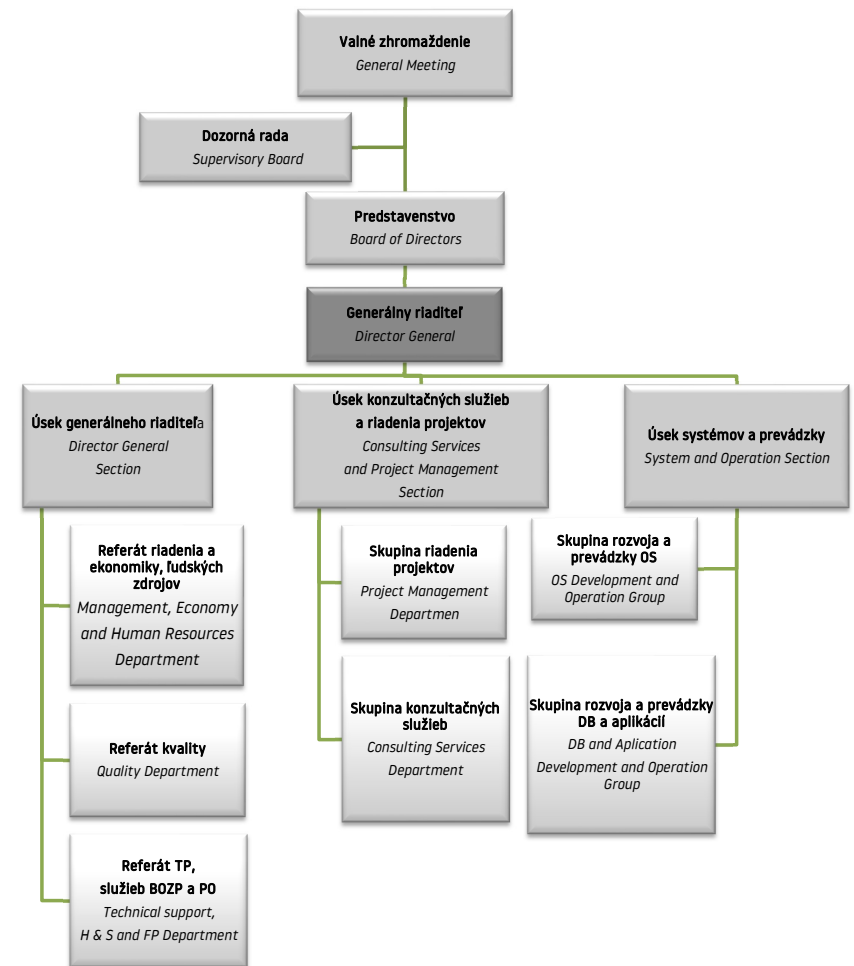 Valné zhromaždenie
General Meeting
Dozorná rada
Supervisory Board
Predstavenstvo
Board of Directors
Generálny riaditeľ
Director General
Úsek generálneho riaditeľa
Director General
Section
Úsek konzultačných služieb
a riadenia projektov
Consulting Services
and Project Management
Section
Úsek systémov a prevádzky
System and Operation Section
Referát riadenia a
ekonomiky, ľudských
zdrojov
Management, Economy
and Human Resources
Department
Referát kvality
Quality Department
Referát TP,
služieb BOZP a PO
Technical support,
H & S and FP Department
Skupina riadenia
projektov
Project Management
Departmen
Skupina konzultačných
služieb
Consulting Services
Department
Skupina rozvoja a
prevádzky OS
OS Development and
Operation Group
Skupina rozvoja a prevádzky
DB a aplikácií
DB and Aplication
Development and Operation
Group